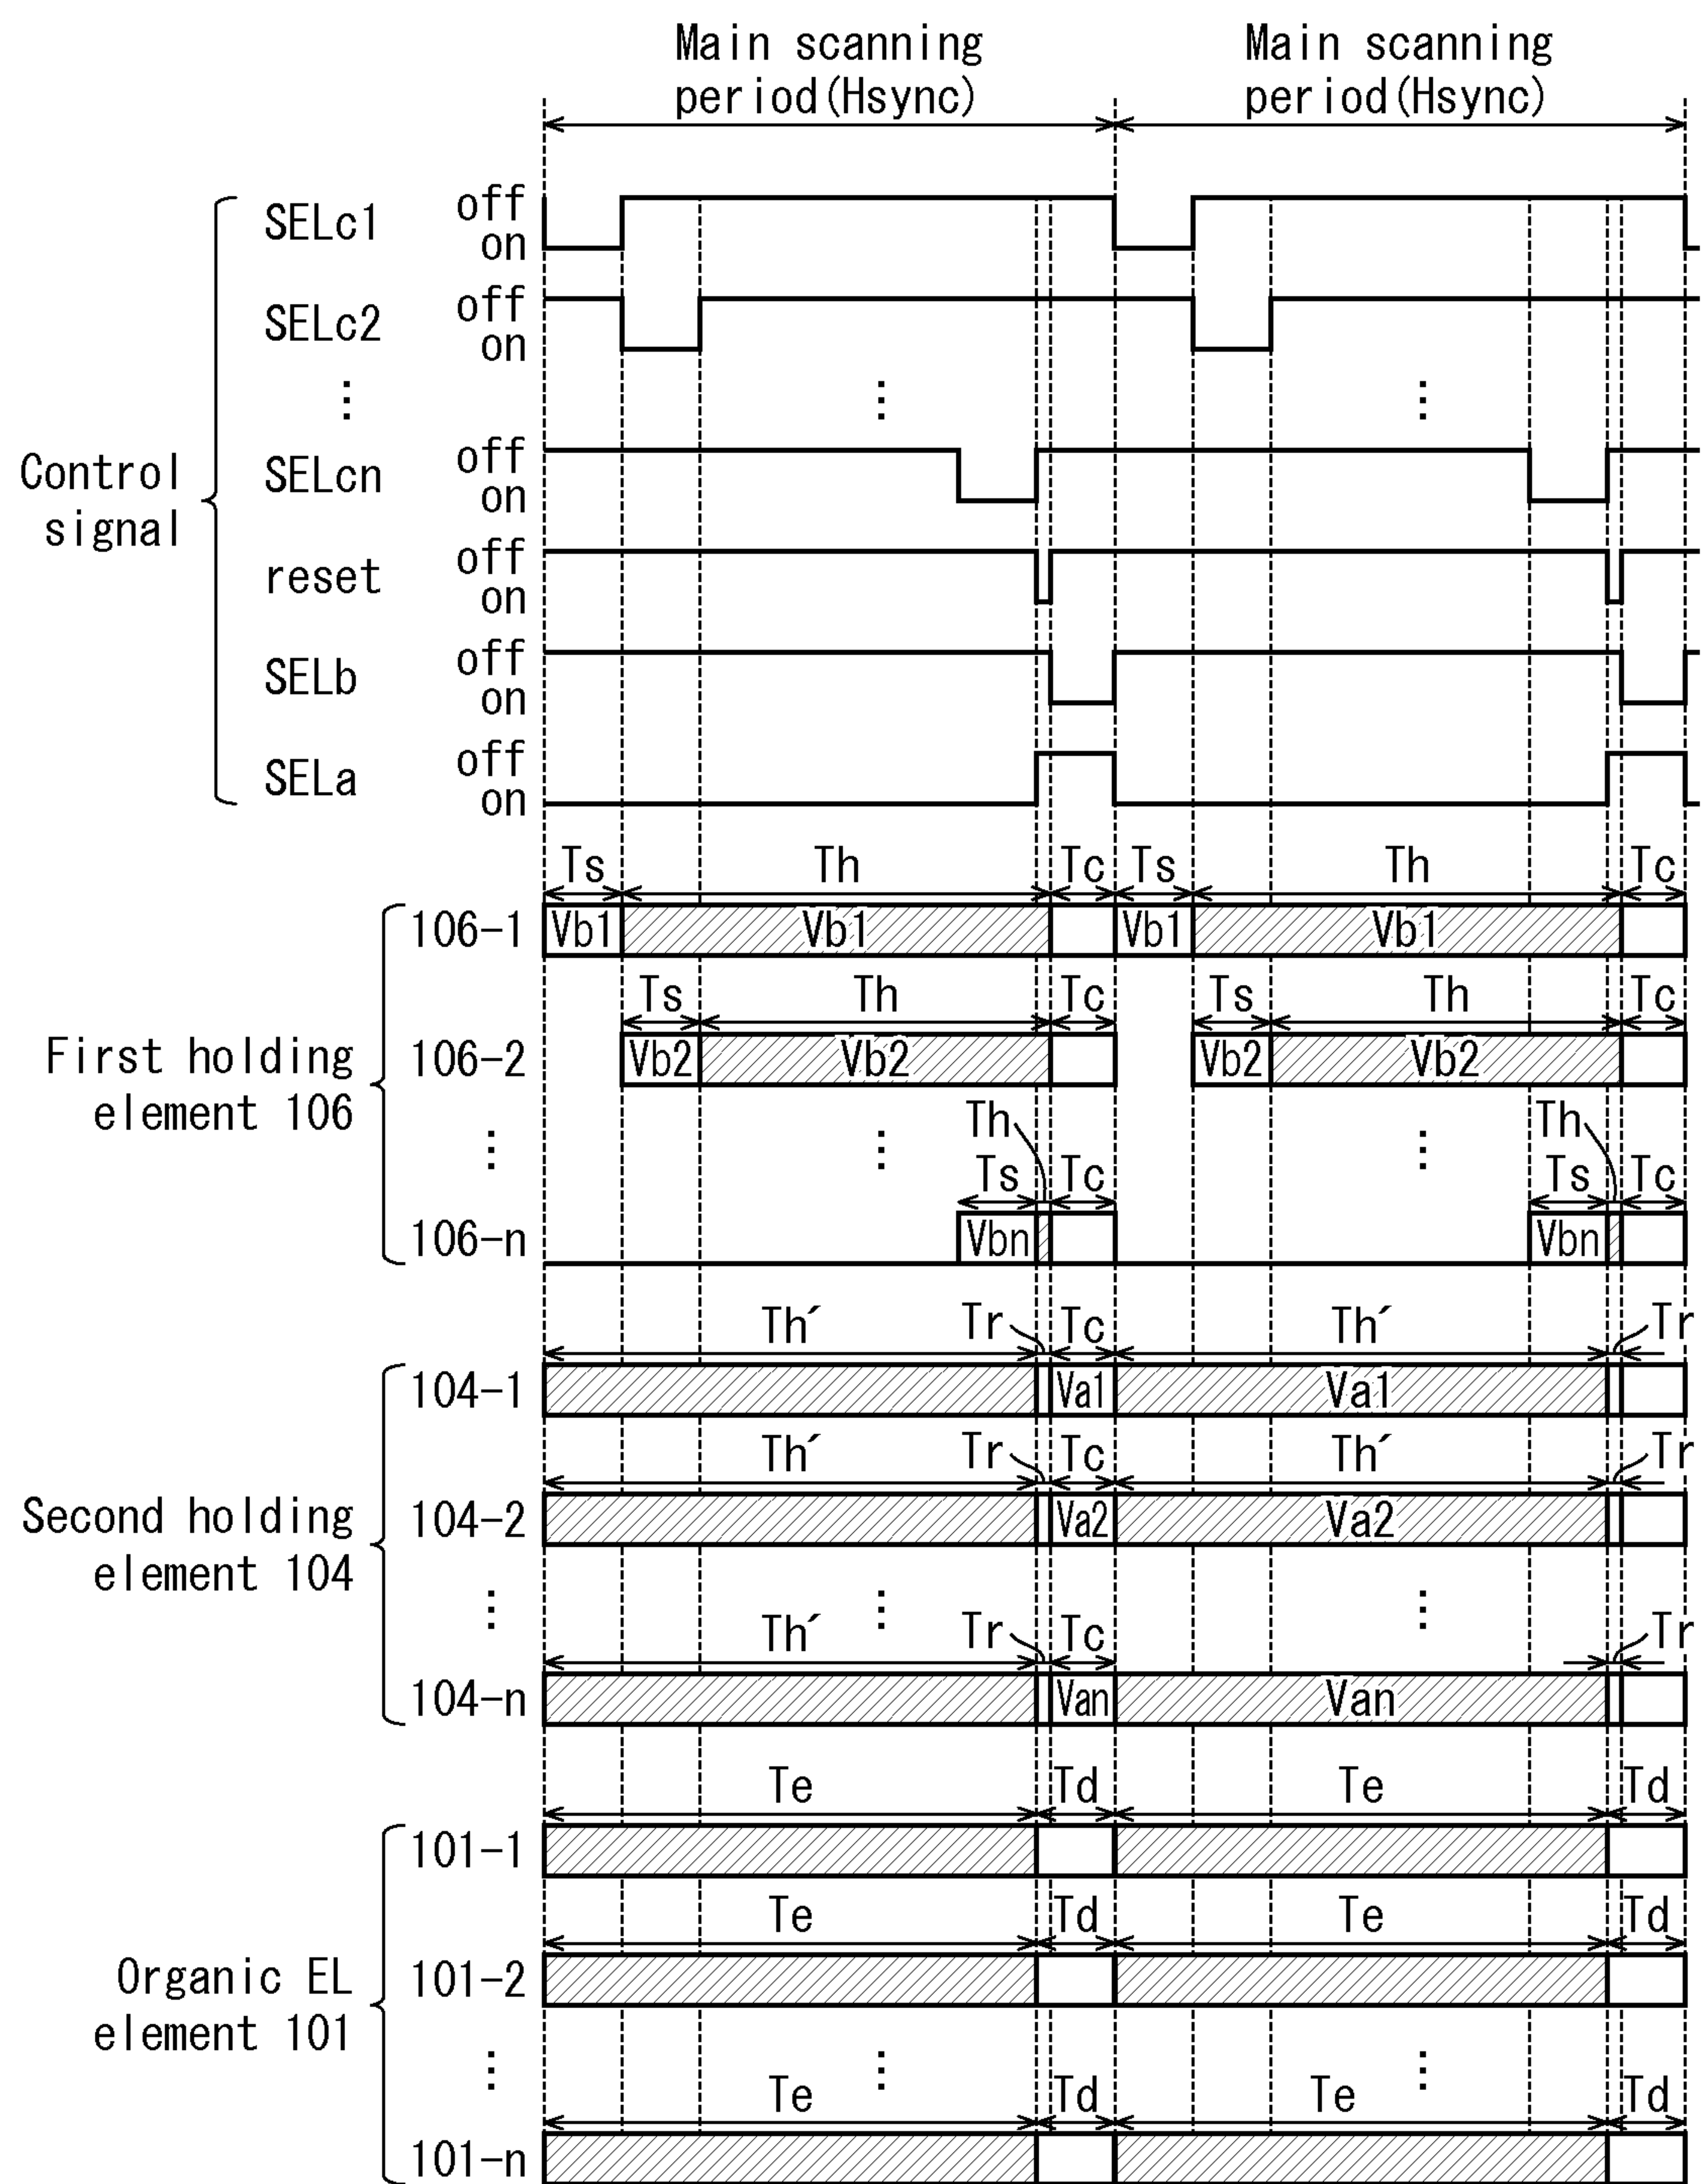 Main scanning period(Hsync)
Main scanning period(Hsync)
Control signal
SELc1 off on
SELc2 off on
⋮ ⋮ ⋮
SELcn off on
reset off on
SELb off on
SELa off on
Ts Th Tc Ts Th Tc
106-1 Vb1 Vb1 Vb1 Vb1
Ts Th Tc Ts Th Tc
First holding element 106
106-2 Vb2 Vb2 Vb2 Vb2
⋮ ⋮ ⋮
Th Th
Ts Tc Ts Tc
106-n Vbn Vbn
Th´ Tr Tc Th´ Tr
104-1 Va1 Va1
Th´ Tr Tc Th´ Tr
Second holding element 104
104-2 Va2 Va2
⋮ ⋮ ⋮
Th´ Tr Tc Tr
104-n Van Van
Te Td Te Td
101-1
Te Td Te Td
Organic EL element 101
101-2
⋮ ⋮ ⋮
Te Td Te Td
101-n